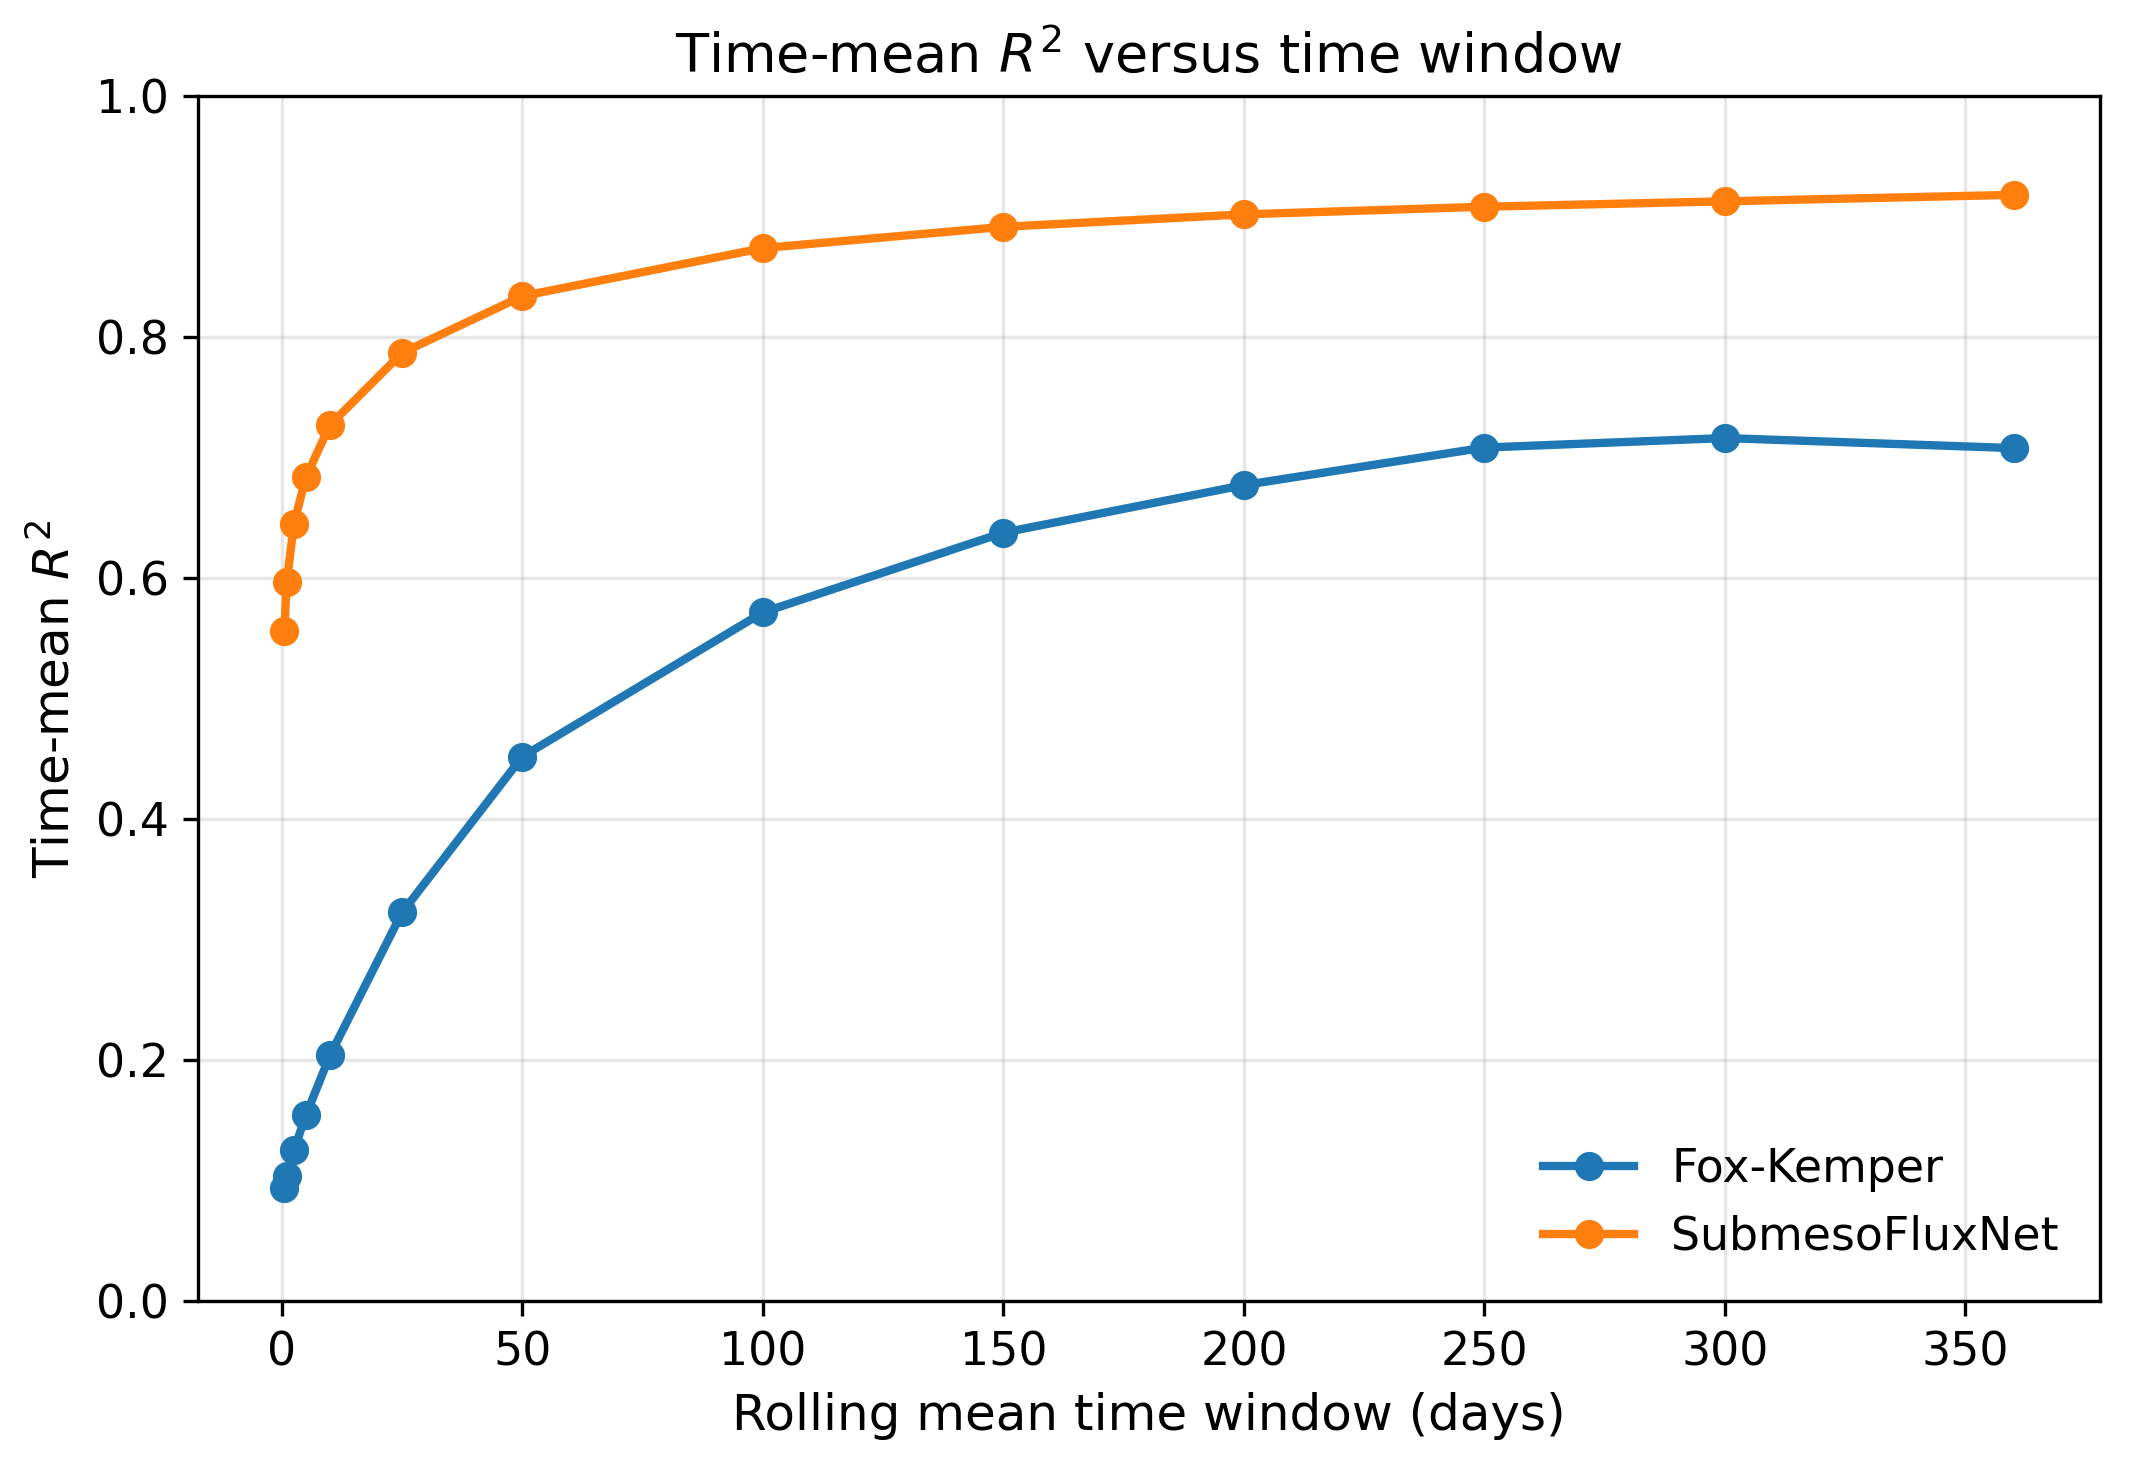 Time-mean R² versus time window
Time-mean R²
1.0
0.8
0.6
0.4
0.2
0.0
0 50 100 150 200 250 300 350
Rolling mean time window (days)
Fox-Kemper
SubmesoFluxNet